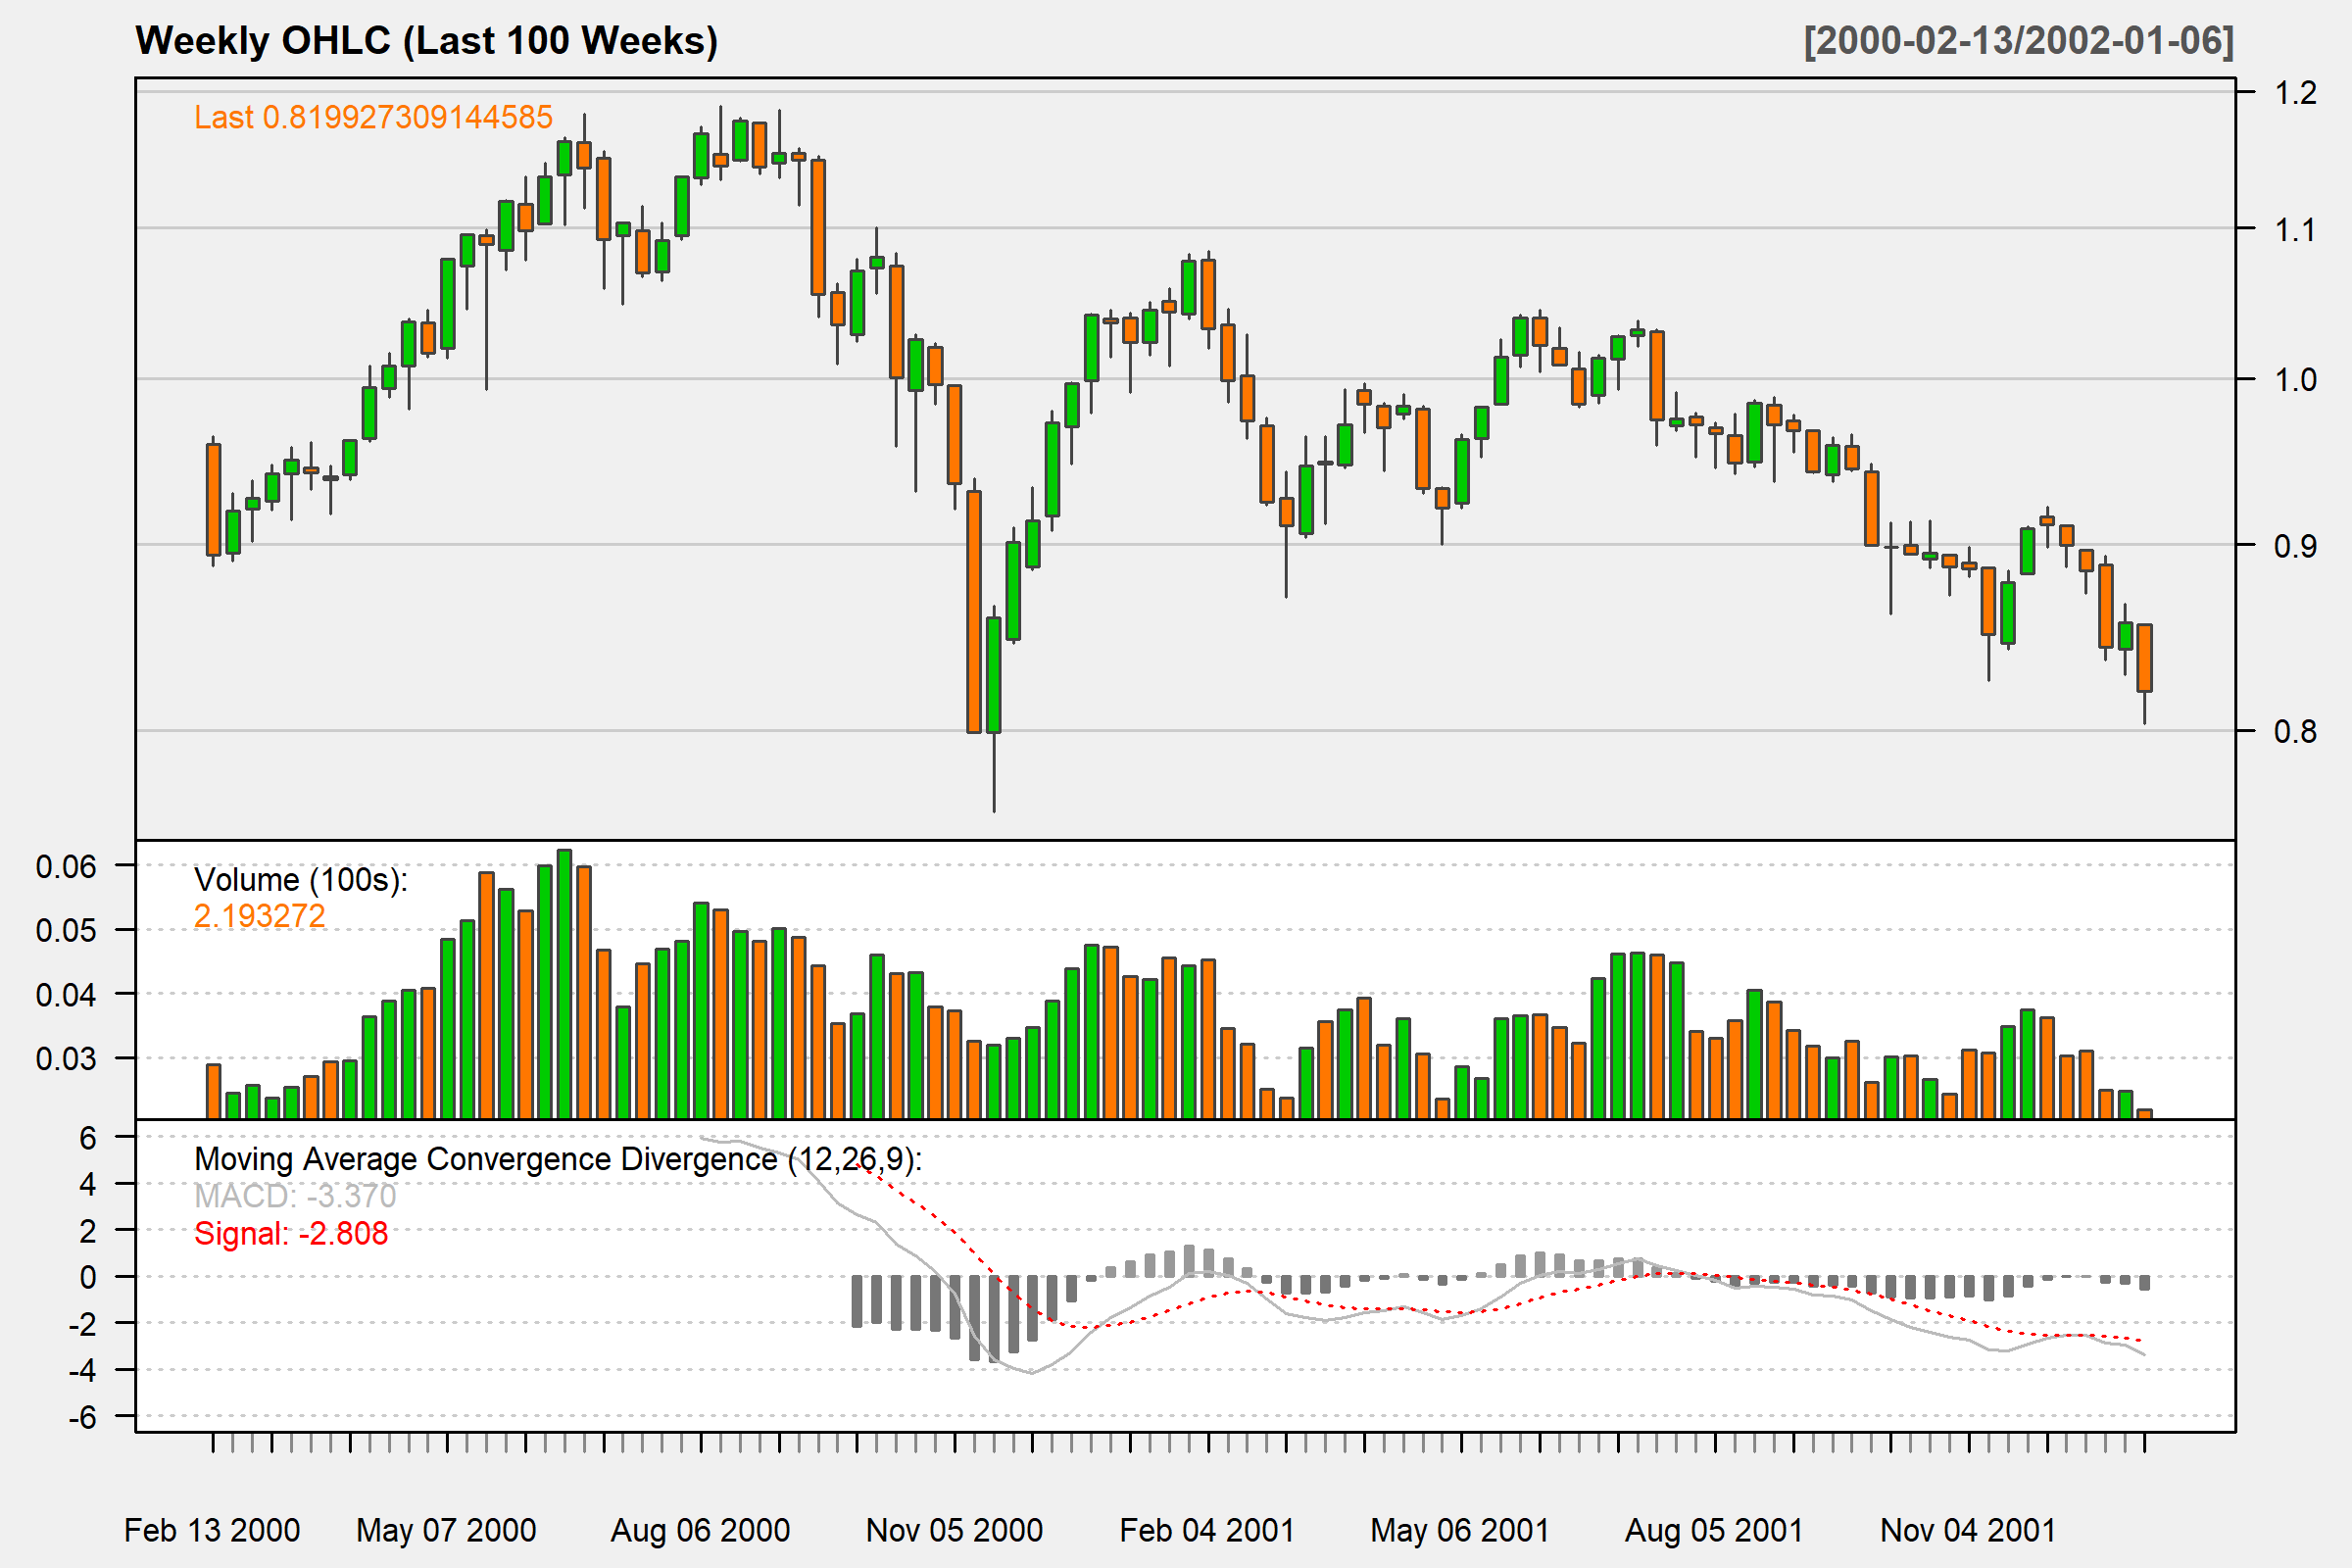 Weekly OHLC (Last 100 Weeks)
[2000-02-13/2002-01-06]
Last 0.819927309144585
1.2
1.1
1.0
0.9
0.8
Volume (100s):
2.193272
0.06
0.05
0.04
0.03
Moving Average Convergence Divergence (12,26,9):
MACD: -3.370
Signal: -2.808
6
4
2
0
-2
-4
-6
Feb 13 2000 May 07 2000 Aug 06 2000 Nov 05 2000 Feb 04 2001 May 06 2001 Aug 05 2001 Nov 04 2001